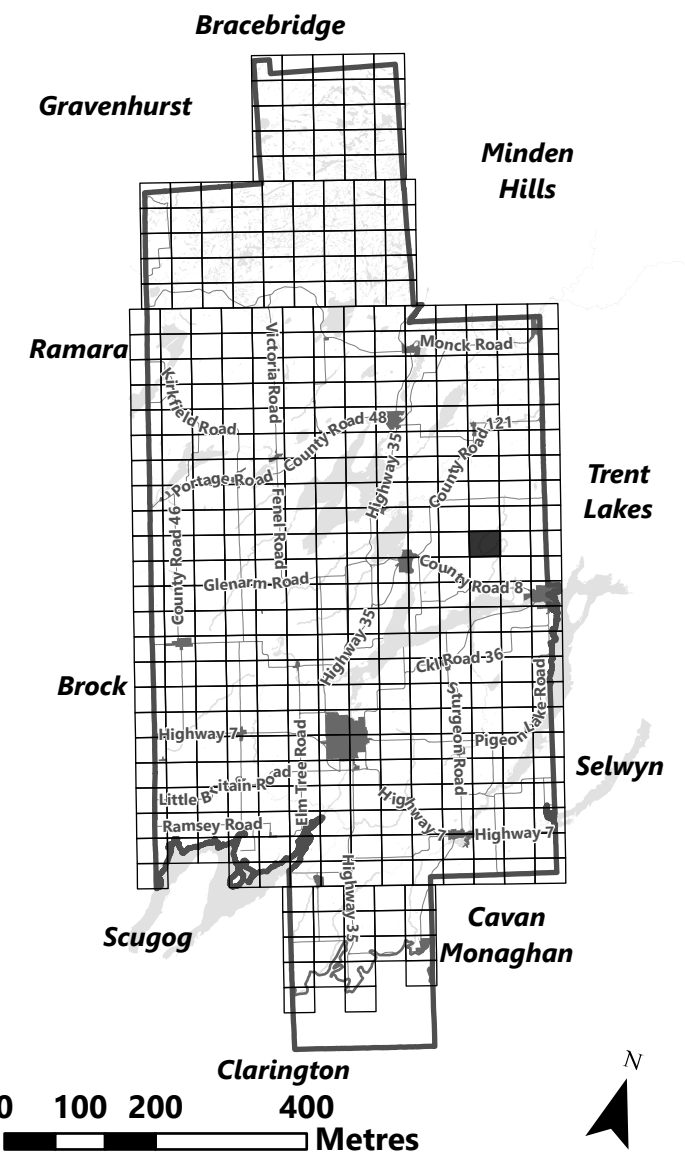 Bracebridge
Gravenhurst
Minden
Hills
Ramara
Monck Road
Victoria Road
Kirkfield Road
County Road 48
County Road 121
Highway 35
Portage Road
Trent
Lakes
Fenel Road
County Road 46
County Road 8
Glenarm Road
Highway 35
Ckl Road 36
Brock
Sturgeon Road
Pigeon Lake Road
Highway 7
Elm Tree Road
Selwyn
Little Britain Road
Highway 7
Ramsey Road
Highway 7
Highway 35
Scugog
Cavan
Monaghan
Clarington
N
0 100 200 400
Metres